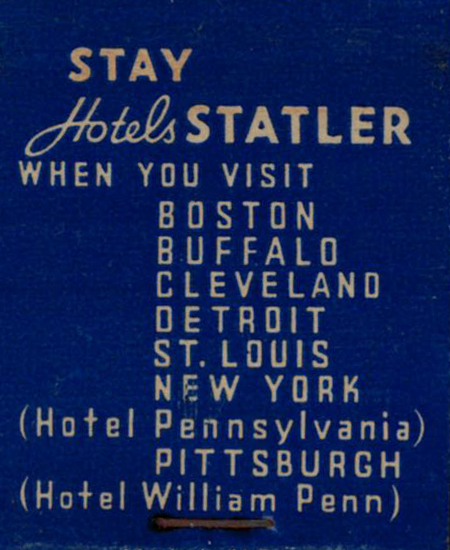 STAY
Hotels STATLER
WHEN YOU VISIT
BOSTON
BUFFALO
CLEVELAND
DETROIT
ST. LOUIS
NEW YORK
(Hotel Pennsylvania)
PITTSBURGH
(Hotel William Penn)